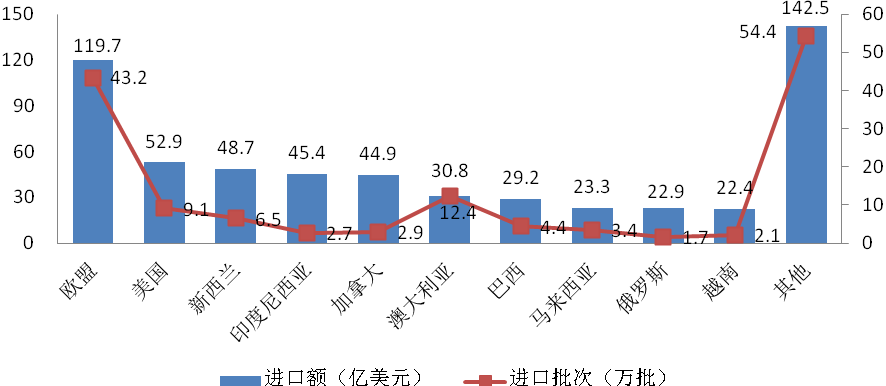 150
120
90
60
30
0
60
50
40
30
20
10
0
119.7
52.9
48.7
45.4
44.9
30.8
29.2
23.3
22.9
22.4
142.5
43.2
9.1
6.5
2.7
2.9
12.4
4.4
3.4
1.7
2.1
54.4
欧盟
美国
新西兰
印度尼西亚
加拿大
澳大利亚
巴西
马来西亚
俄罗斯
越南
其他
进口额（亿美元）
进口批次（万批）